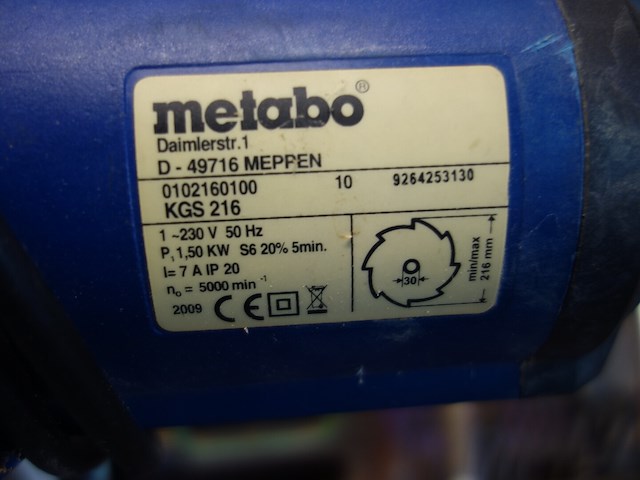 metabo®
Daimlerstr.1
D - 49716 MEPPEN
0102160100 10 9264253130
KGS 216
1 ~230 V 50 Hz
P₁ 1,50 KW S6 20% 5min.
I= 7 A IP 20
n₀ = 5000 min⁻¹
2009 CE
30
min/max
216 mm